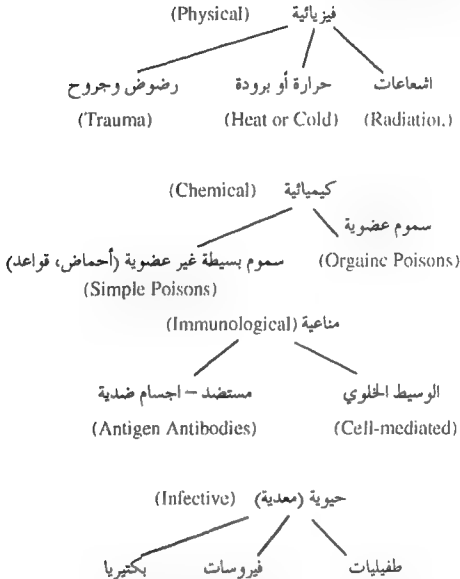 فيزيائية (Physical)
اشعاعات حرارة أو برودة رضوض وجروح
(Trauma) (Heat or Cold) (Radiation.)
كيميائية (Chemical)
سموم عضوية
(Orgainc Poisons)
سموم بسيطة غير عضوية (أحماض، قواعد)
(Simple Poisons)
مناعية (Immunological)
الوسيط الخلوي مستضد – اجسام ضدية
(Antigen Antibodies) (Cell-mediated)
حيوية (معدية) (Infective)
طفيليات فيروسات بكتيريا